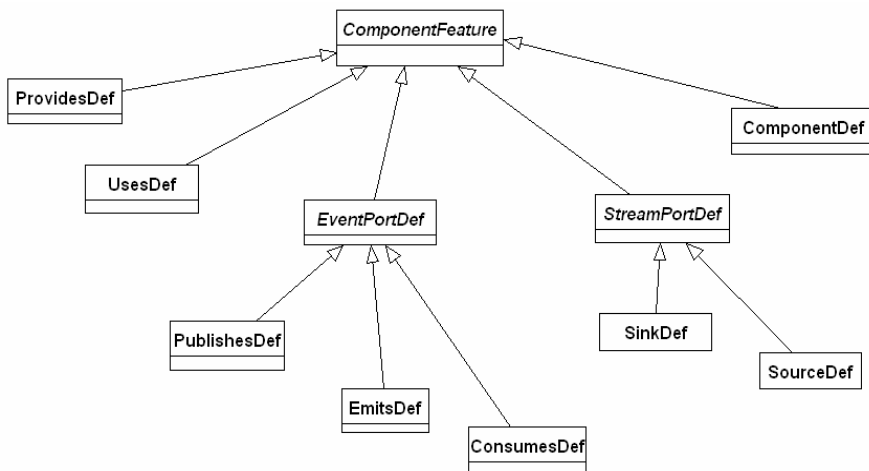 ComponentFeature
ProvidesDef
ComponentDef
UsesDef
EventPortDef
StreamPortDef
PublishesDef
SinkDef
SourceDef
EmitsDef
ConsumesDef